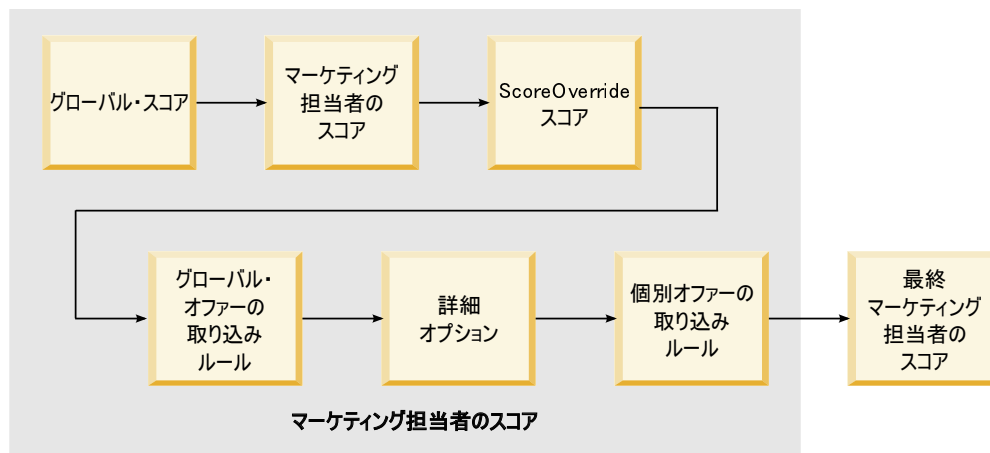 グローバル・スコア
マーケティング
担当者の
スコア
ScoreOverride
スコア
グローバル・
オファーの
取り込み
ルール
詳細
オプション
個別オファーの
取り込み
ルール
最終
マーケティング
担当者の
スコア
マーケティング担当者のスコア